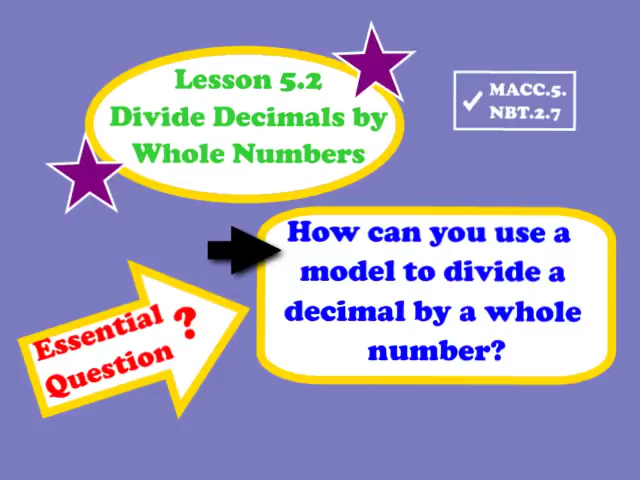 Lesson 5.2
Divide Decimals by
Whole Numbers
MACC.5.
NBT.2.7
How can you use a
model to divide a
decimal by a whole
number?
Essential
Question ?